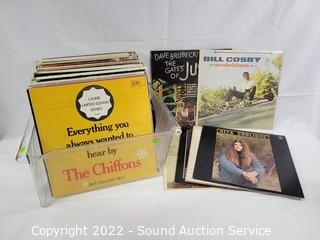 LAURIE
LIMITED EDITION
SERIES
Everything you
always wanted to
hear by
The Chiffons
DAVE BRUBECK
THE GATES
OF JU
BILL COSBY
wonderfulness
RITA COOLIDGE
Copyright 2022 - Sound Auction Service